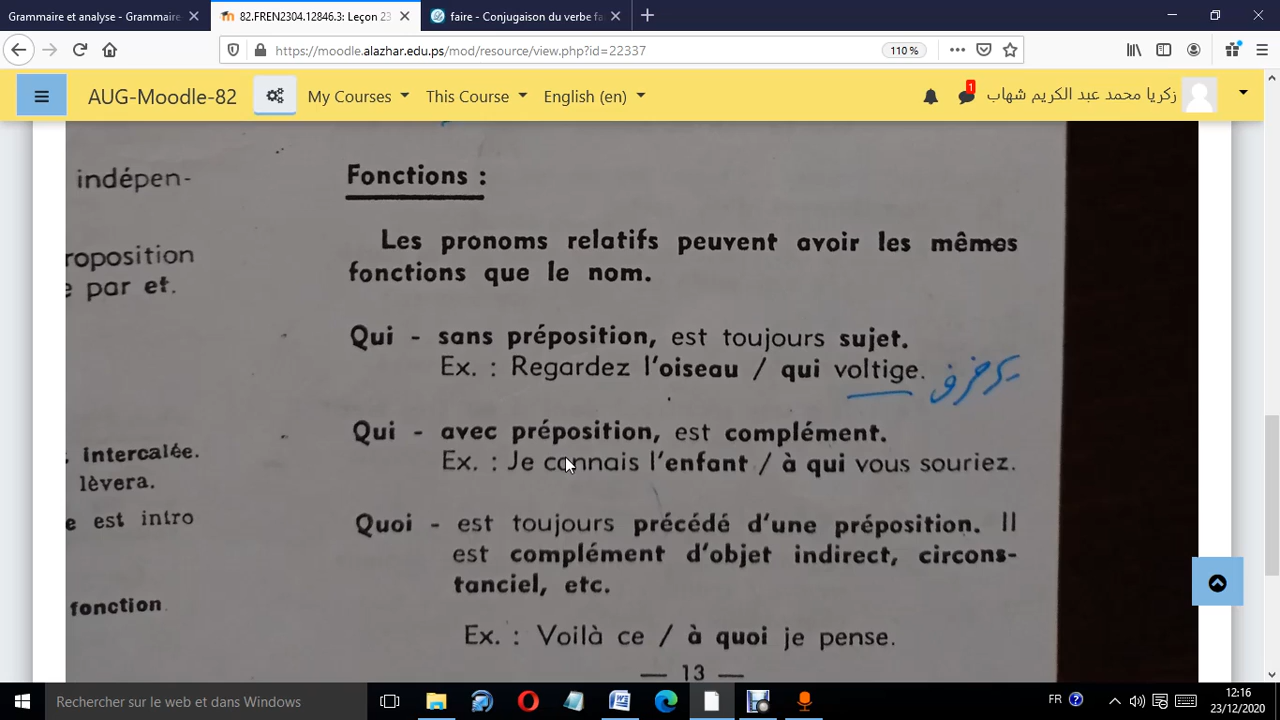 Grammaire et analyse - Grammaire
82.FREN2304.12846.3: Leçon 23
faire - Conjugaison du verbe fa
https://moodle.alazhar.edu.ps/mod/resource/view.php?id=22337
110 %
AUG-Moodle-82
My Courses
This Course
English (en)
1
زكريا محمد عبد الكريم شهاب
indépen-
roposition
e par et.
intercalée.
lèvera.
e est intro
fonction
Fonctions :
Les pronoms relatifs peuvent avoir les mêmes
fonctions que le nom.
Qui - sans préposition, est toujours sujet.
Ex. : Regardez l'oiseau / qui voltige.
Qui - avec préposition, est complément.
Ex. : Je connais l'enfant / à qui vous souriez.
Quoi - est toujours précédé d'une préposition. Il
est complément d'objet indirect, circons-
tanciel, etc.
Ex. : Voilà ce / à quoi je pense.
— 13 —
Rechercher sur le web et dans Windows
FR
12:16
23/12/2020